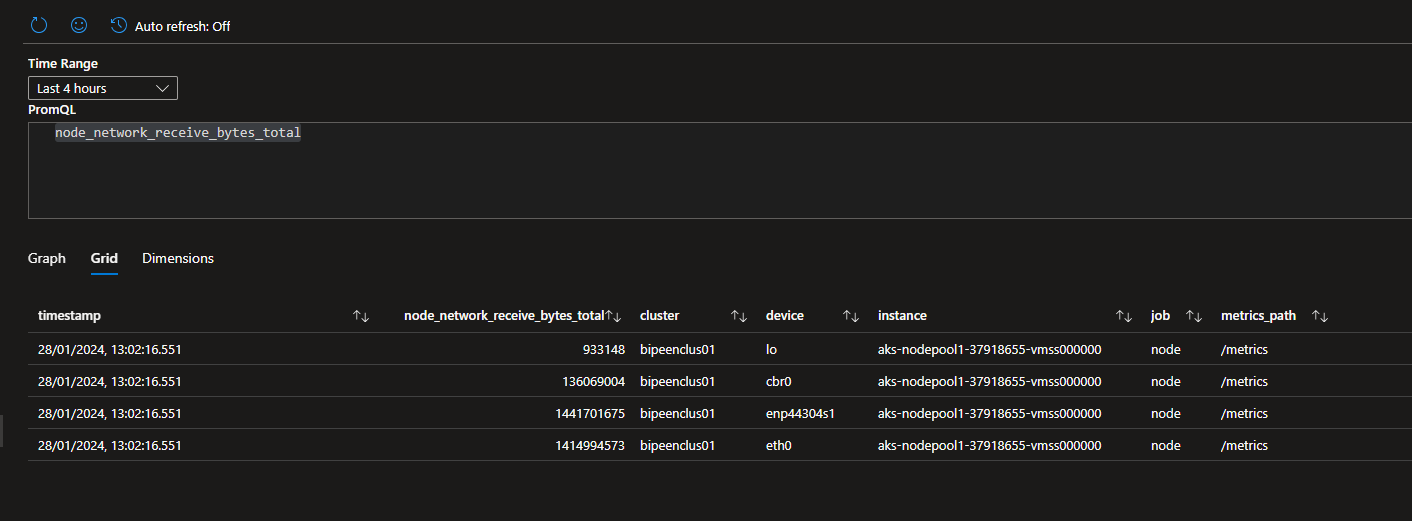 Auto refresh: Off
Time Range
Last 4 hours
PromQL
node_network_receive_bytes_total
Graph Grid Dimensions
timestamp node_network_receive_bytes_total cluster device instance job metrics_path
28/01/2024, 13:02:16.551 933148 bipeenclus01 lo aks-nodepool1-37918655-vmss000000 node /metrics
28/01/2024, 13:02:16.551 136069004 bipeenclus01 cbr0 aks-nodepool1-37918655-vmss000000 node /metrics
28/01/2024, 13:02:16.551 1441701675 bipeenclus01 enp44304s1 aks-nodepool1-37918655-vmss000000 node /metrics
28/01/2024, 13:02:16.551 1414994573 bipeenclus01 eth0 aks-nodepool1-37918655-vmss000000 node /metrics